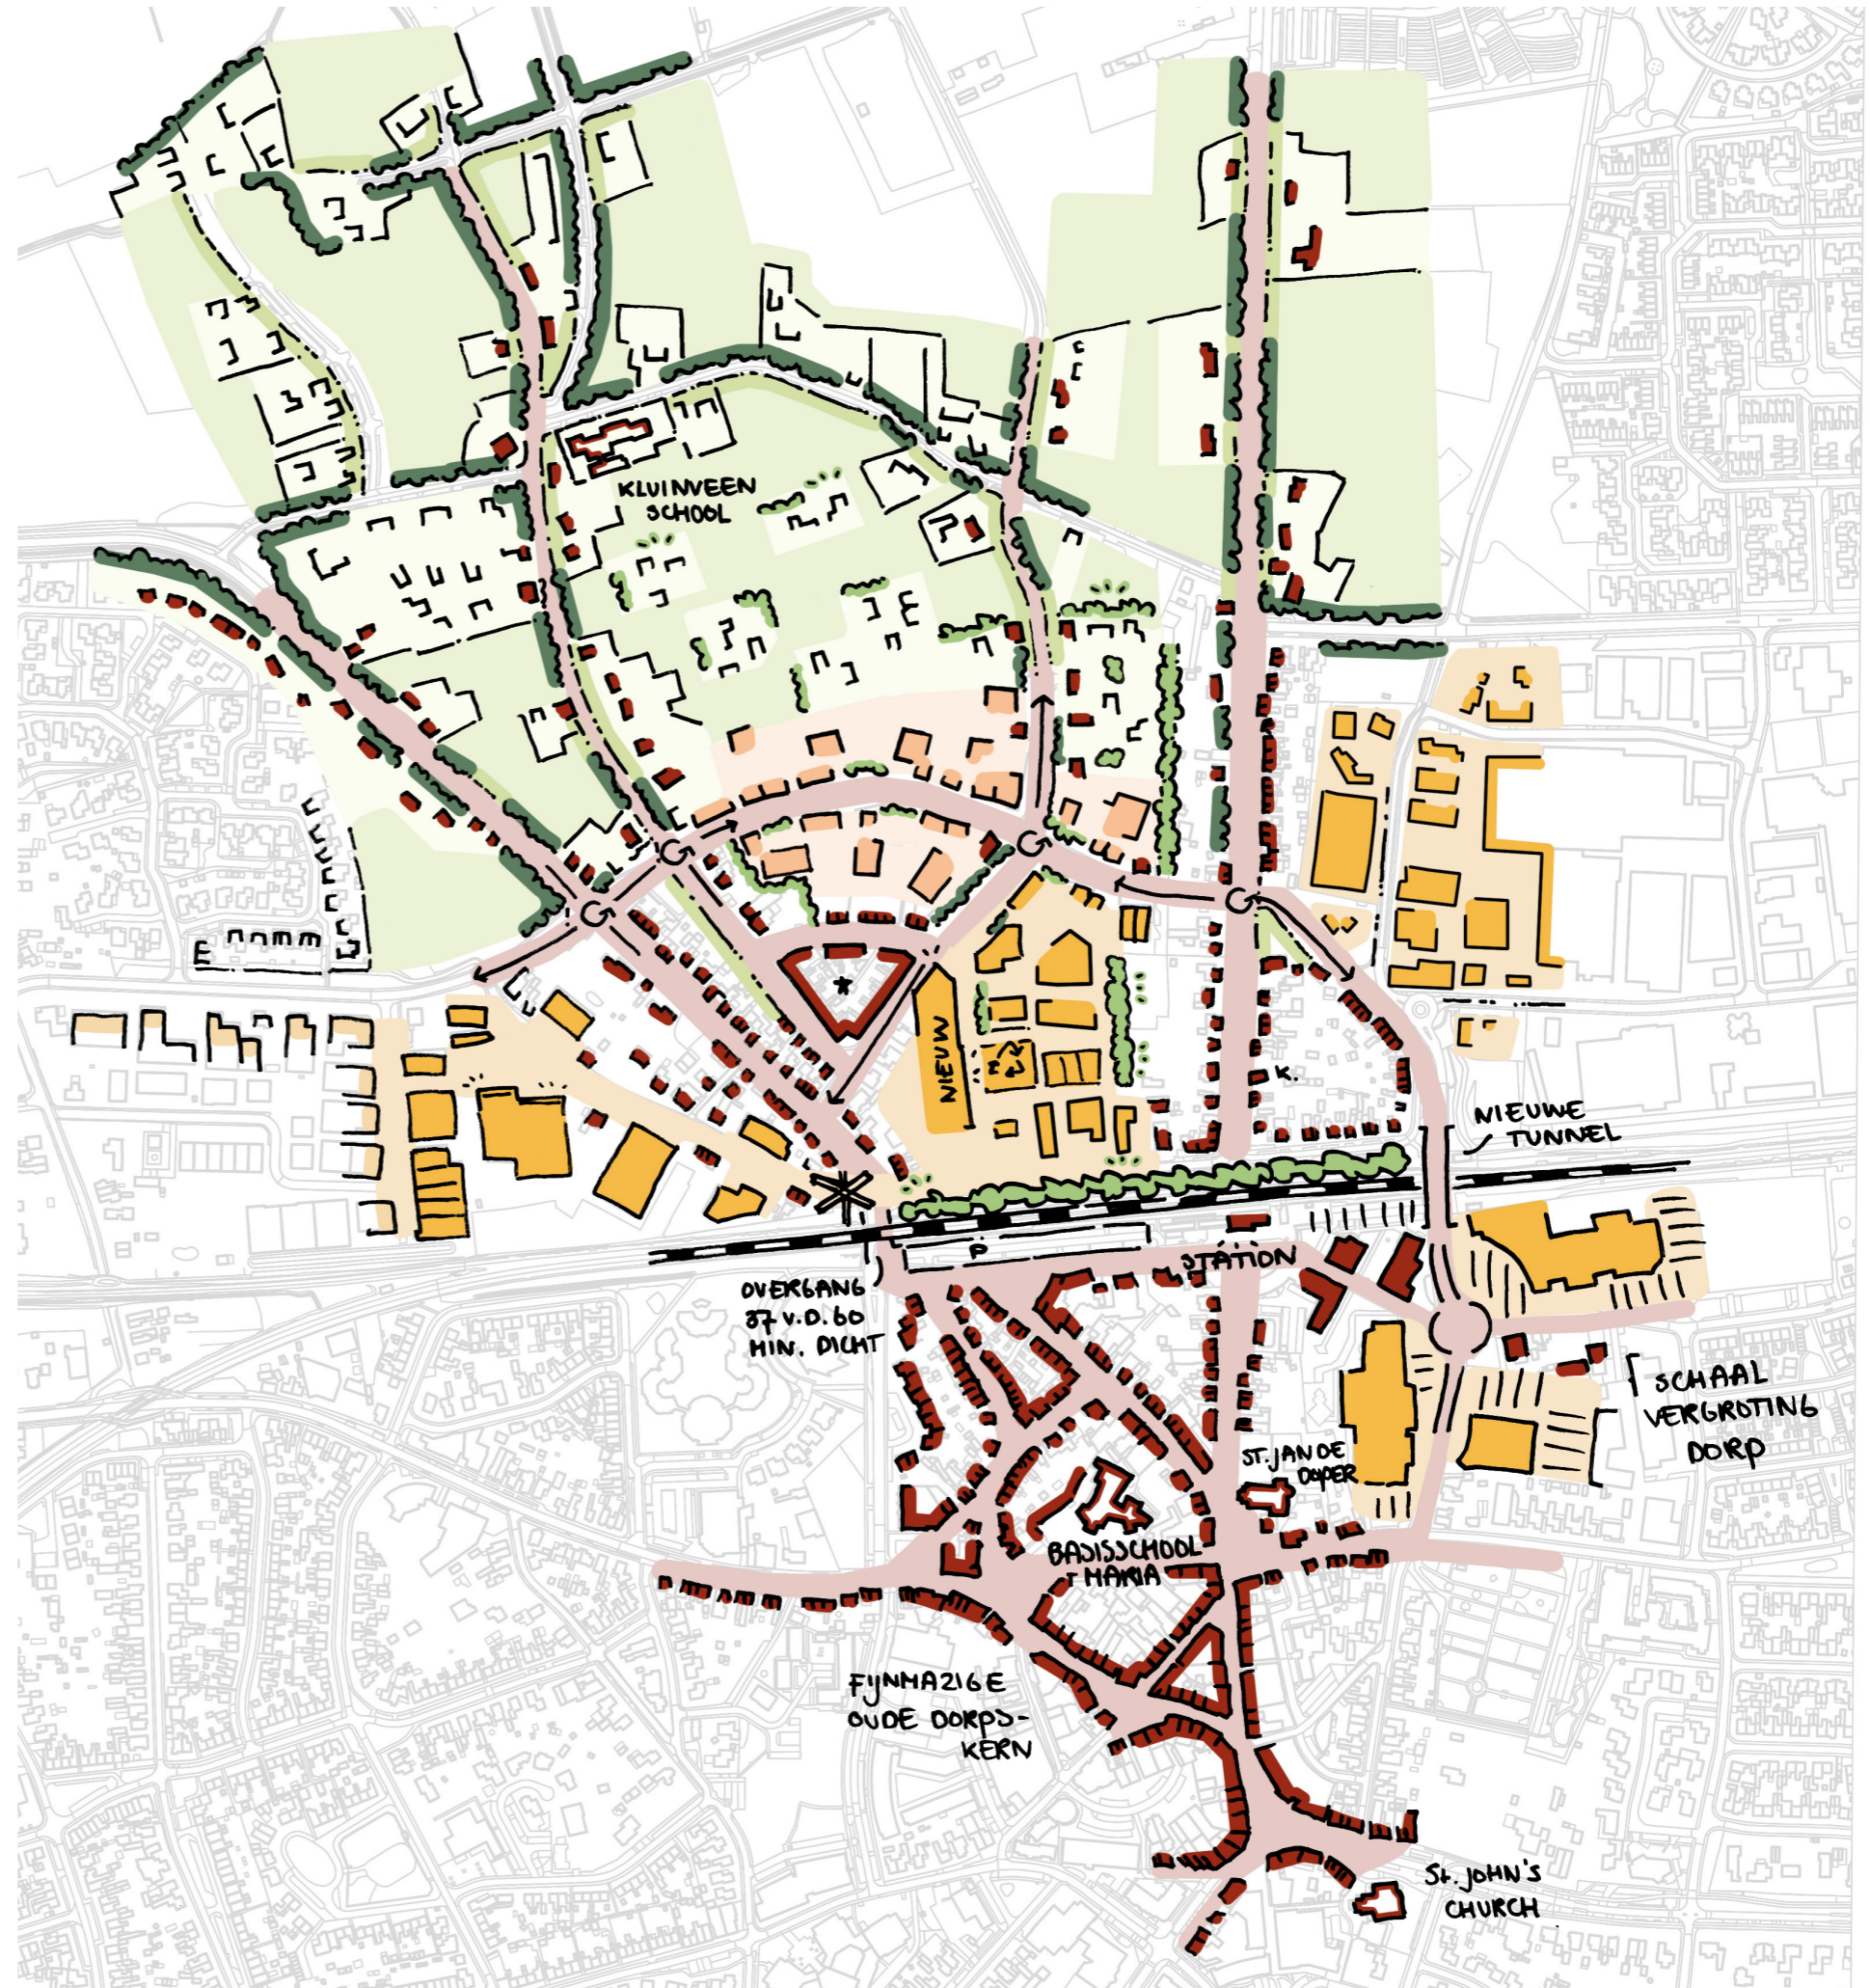 KLUINVEEN
SCHOOL
NIEUW
K.
NIEUWE
TUNNEL
P
STATION
OVERGANG
37 V.D. 60
MIN. DICHT
SCHAAL
VERGROTING
DORP
ST. JAN DE
DOPER
BASISSCHOOL
MARIA
FIJNMAZIGE
OUDE DORPS-
KERN
St. JOHN'S
CHURCH